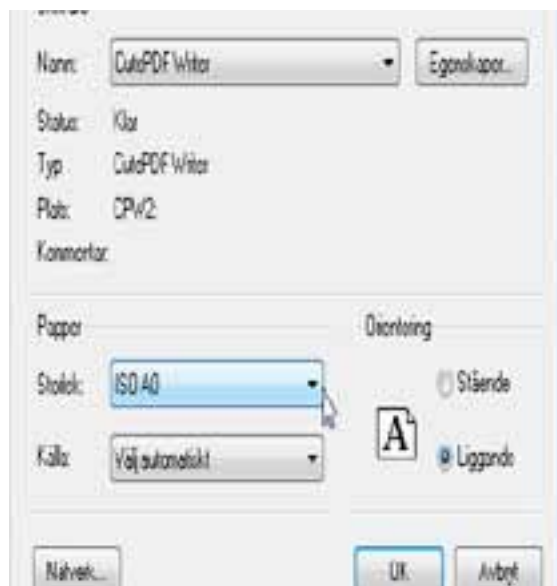 Namn: CutePDF Writer Egenskaper...
Status: Klar
Typ: CutePDF Writer
Plats: CPW2:
Kommentar:
Papper Orientering
Storlek: ISO A0 Stående
Källa: Välj automatiskt A Liggande
Nätverk... OK Avbryt